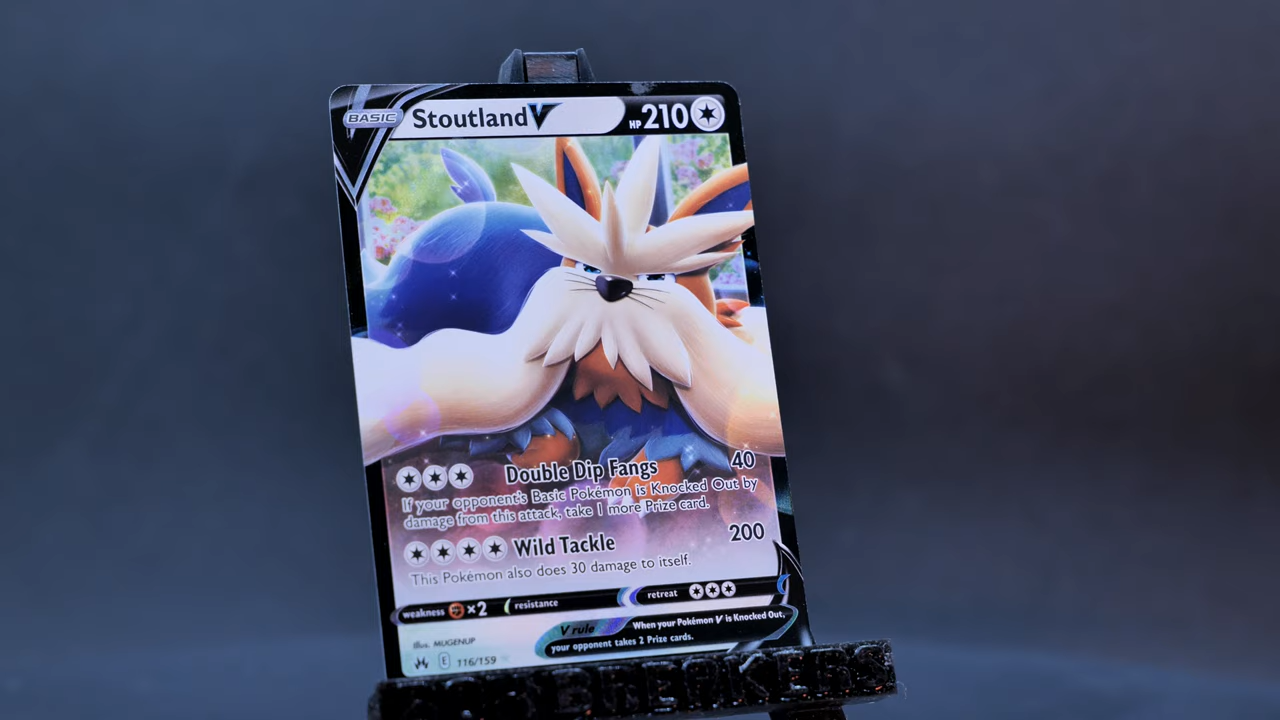 BASIC Stoutland V HP 210
Double Dip Fangs 40
If your opponent's Basic Pokémon is Knocked Out by
damage from this attack, take 1 more Prize card.
Wild Tackle 200
This Pokémon also does 30 damage to itself.
weakness ×2 resistance retreat
V rule When your Pokémon V is Knocked Out,
your opponent takes 2 Prize cards.
Illus. MUGENUP
E 116/159